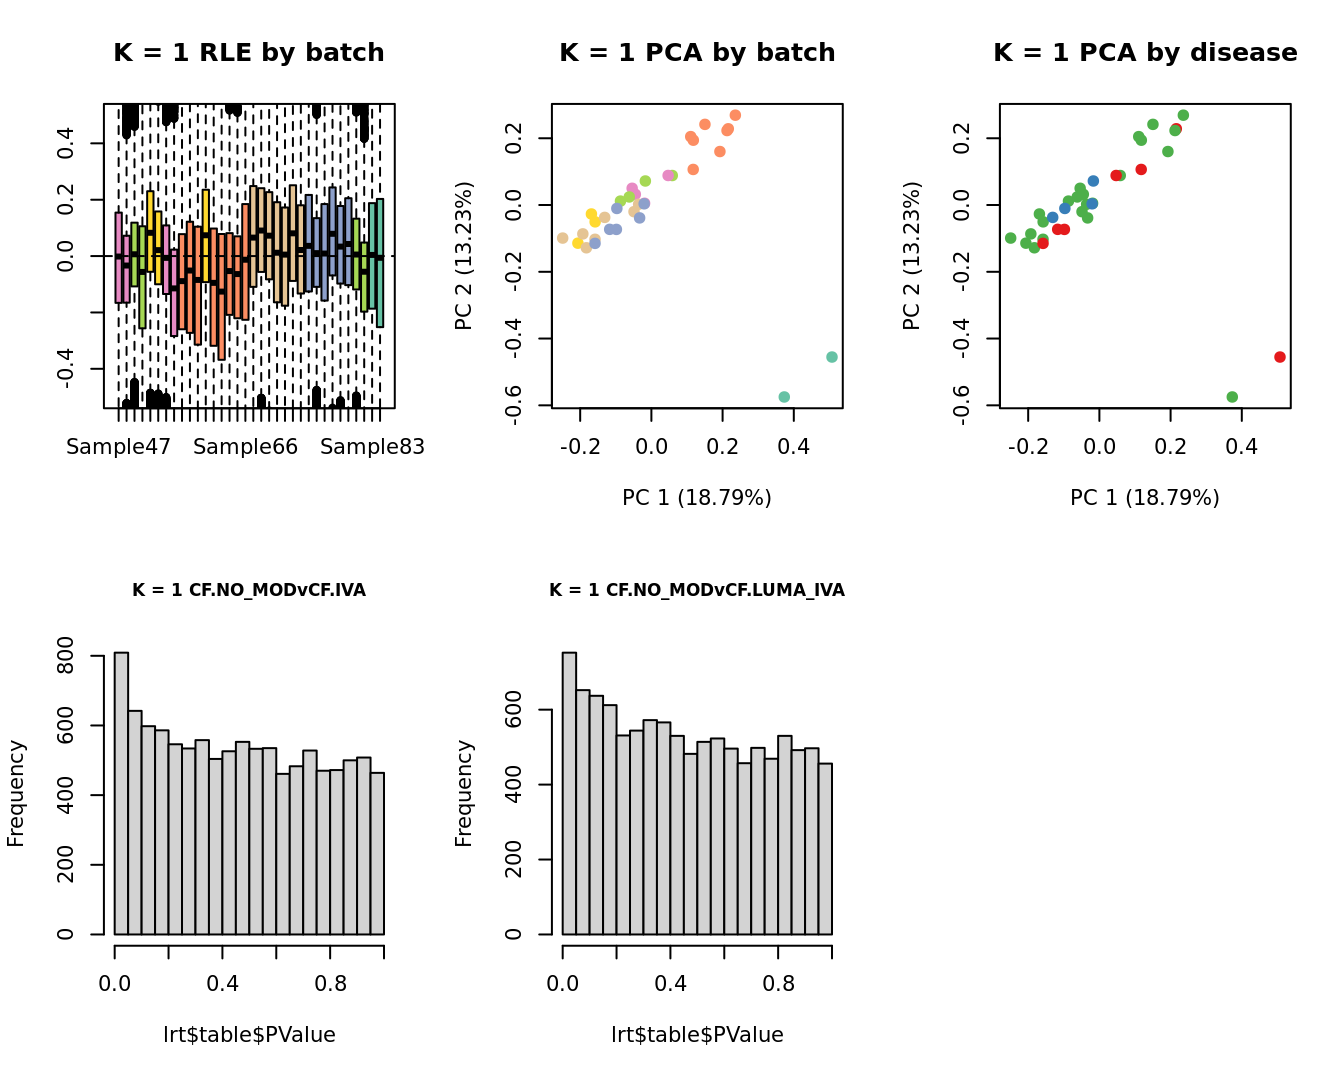 K = 1 RLE by batch
0.4
0.2
0.0
-0.4
Sample47
Sample66
Sample83
K = 1 PCA by batch
PC 2 (13.23%)
0.2
0.0
-0.2
-0.4
-0.6
-0.2
0.0
0.2
0.4
PC 1 (18.79%)
K = 1 PCA by disease
PC 2 (13.23%)
0.2
0.0
-0.2
-0.4
-0.6
-0.2
0.0
0.2
0.4
PC 1 (18.79%)
K = 1 CF.NO_MODvCF.IVA
Frequency
800
600
400
200
0
0.0
0.4
0.8
lrt$table$PValue
K = 1 CF.NO_MODvCF.LUMA_IVA
Frequency
600
400
200
0
0.0
0.4
0.8
lrt$table$PValue